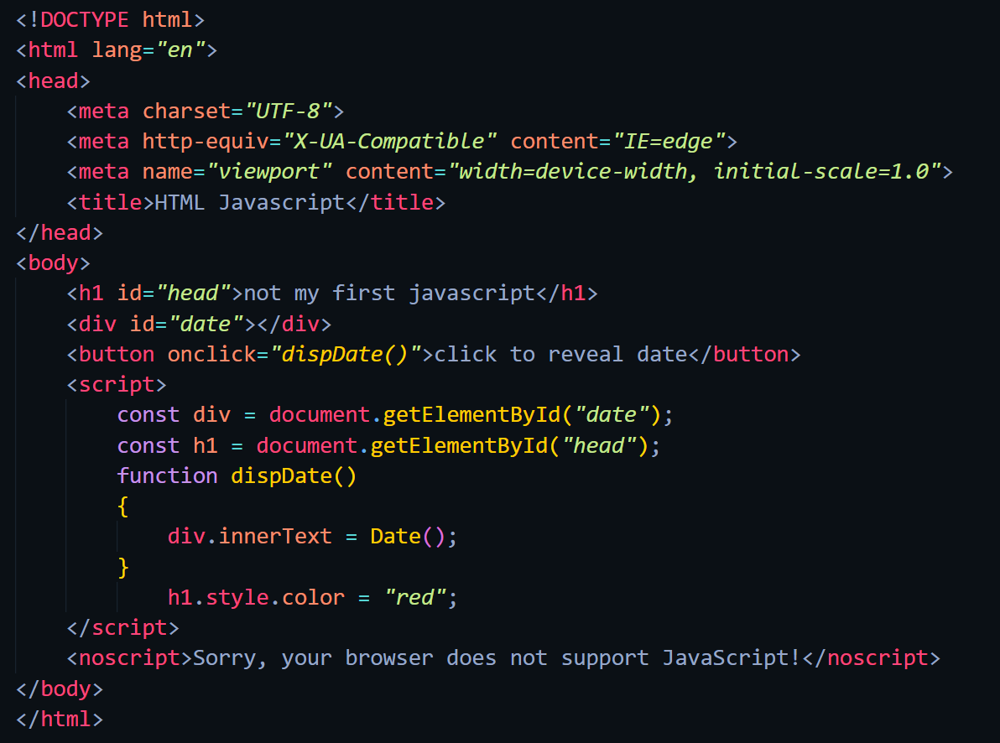 <!DOCTYPE html>
<html lang="en">
<head>
    <meta charset="UTF-8">
    <meta http-equiv="X-UA-Compatible" content="IE=edge">
    <meta name="viewport" content="width=device-width, initial-scale=1.0">
    <title>HTML Javascript</title>
</head>
<body>
    <h1 id="head">not my first javascript</h1>
    <div id="date"></div>
    <button onclick="dispDate()">click to reveal date</button>
    <script>
        const div = document.getElementById("date");
        const h1 = document.getElementById("head");
        function dispDate()
        {
            div.innerText = Date();
        }
            h1.style.color = "red";
    </script>
    <noscript>Sorry, your browser does not support JavaScript!</noscript>
</body>
</html>